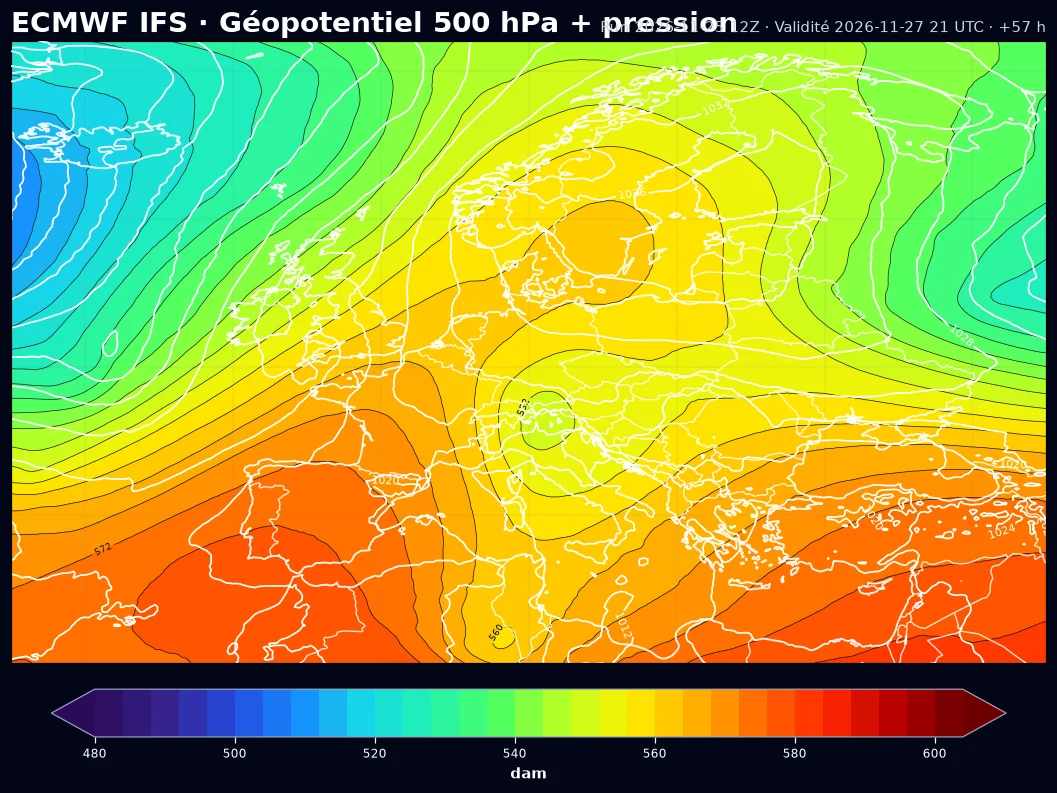 ECMWF IFS · Géopotentiel 500 hPa + pression
12Z · Validité 2026-11-27 21 UTC · +57 h
1032
1036
1028
552
1020
1020
572
1024
560
1012
480 500 520 540 560 580 600
dam